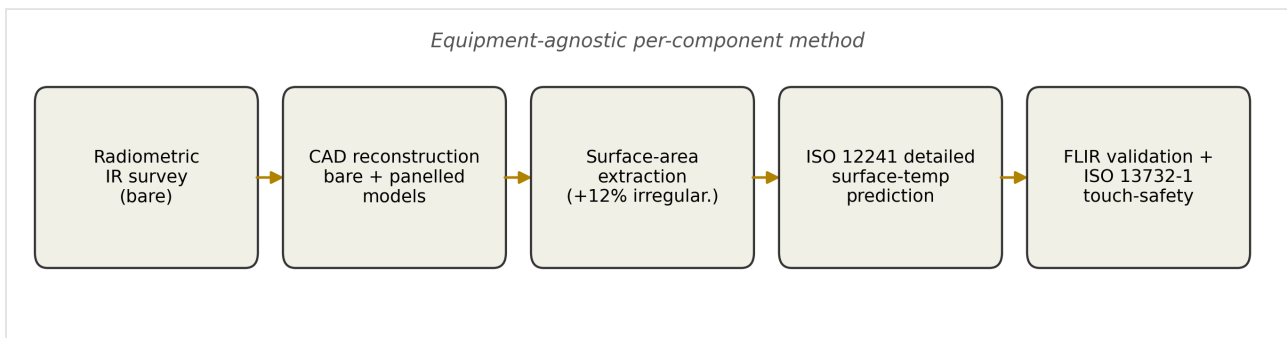 Equipment-agnostic per-component method
Radiometric
IR survey
(bare)
CAD reconstruction
bare + panelled
models
Surface-area
extraction
(+12% irregular.)
ISO 12241 detailed
surface-temp
prediction
FLIR validation +
ISO 13732-1
touch-safety